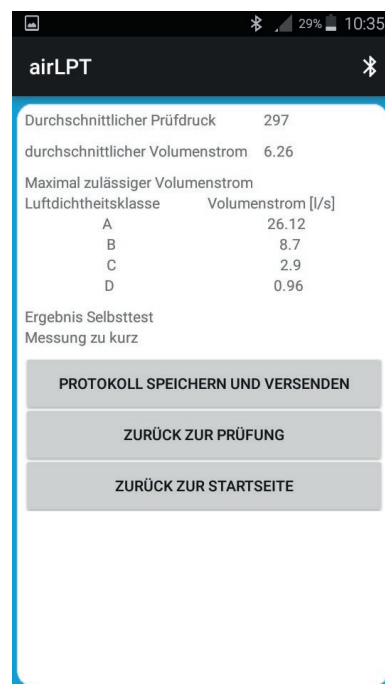 29% 10:35
airLPT
Durchschnittlicher Prüfdruck 297
durchschnittlicher Volumenstrom 6.26
Maximal zulässiger Volumenstrom
Luftdichtheitsklasse Volumenstrom [l/s]
A 26.12
B 8.7
C 2.9
D 0.96
Ergebnis Selbsttest
Messung zu kurz
PROTOKOLL SPEICHERN UND VERSENDEN
ZURÜCK ZUR PRÜFUNG
ZURÜCK ZUR STARTSEITE